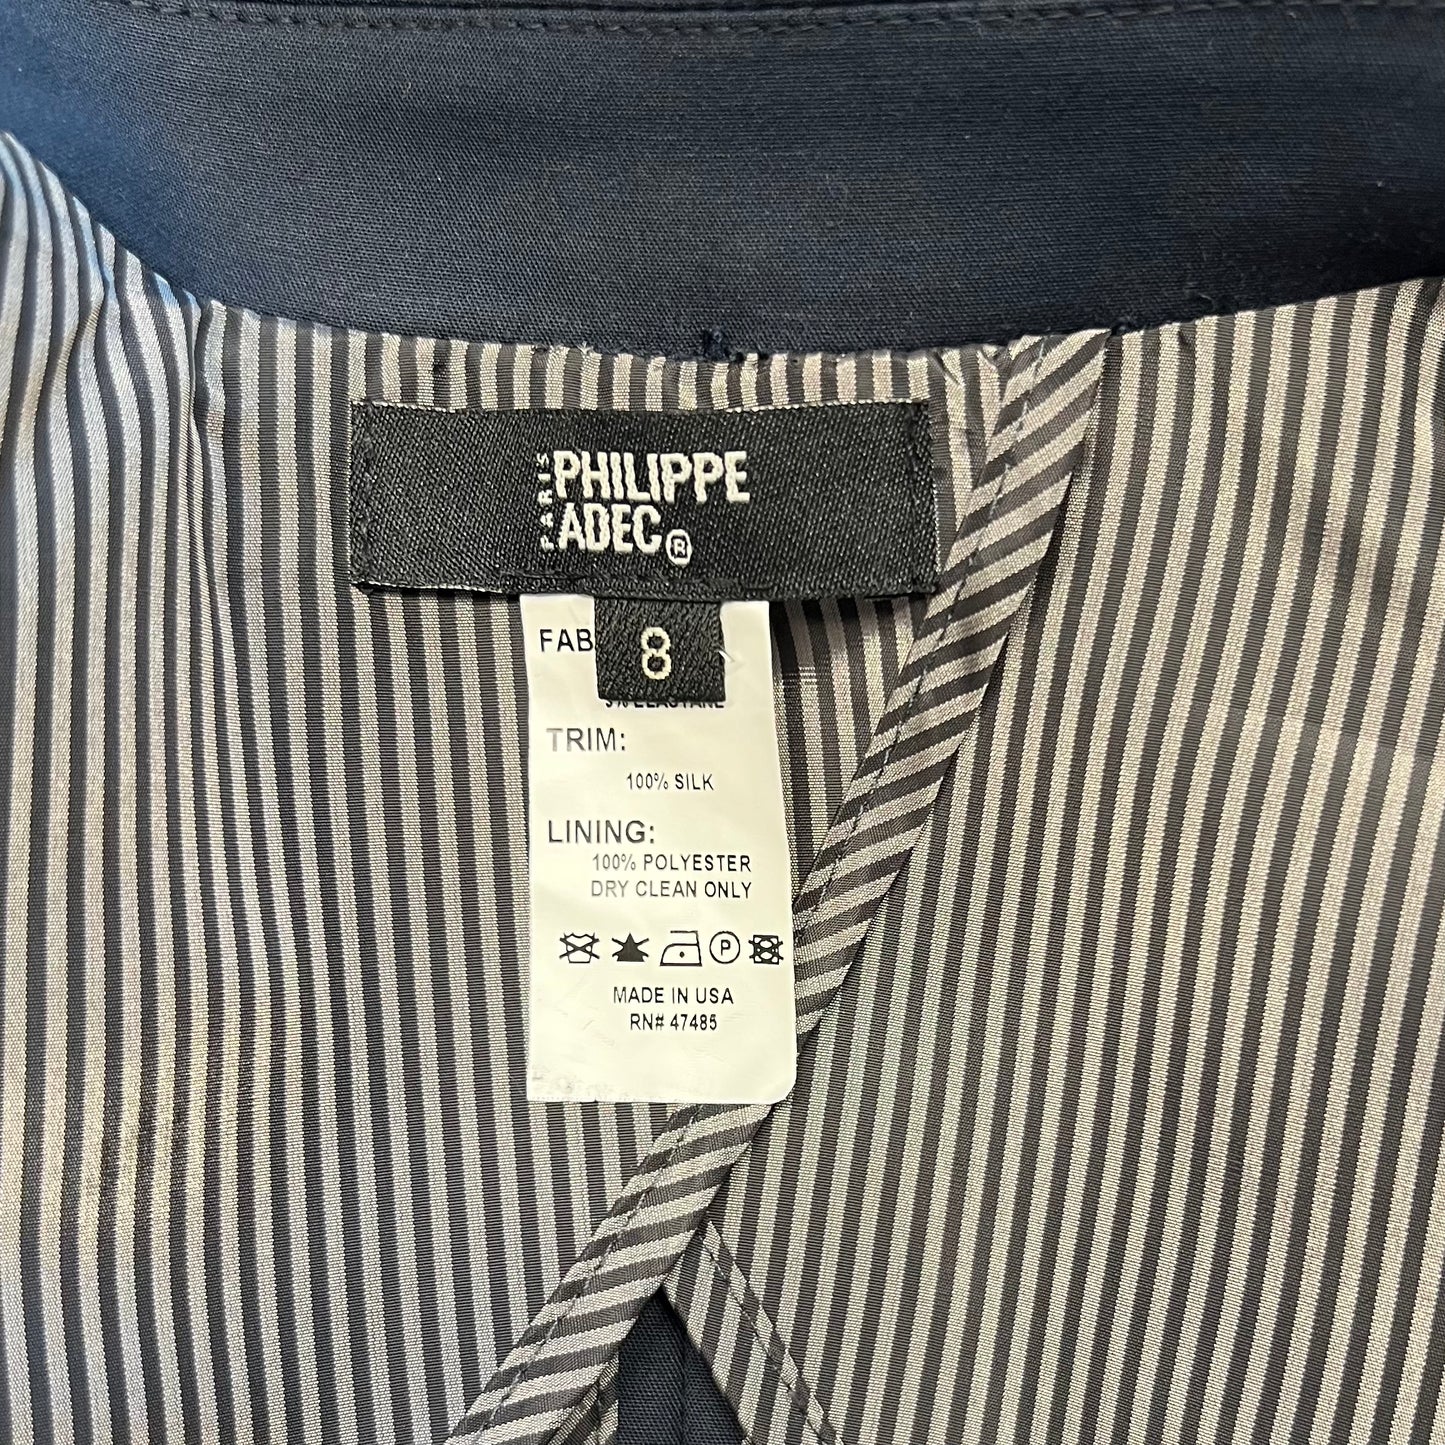 PARIS
PHILIPPE
ADEC®
8
FAB
TRIM:
100% SILK
LINING:
100% POLYESTER
DRY CLEAN ONLY
P
MADE IN USA
RN# 47485